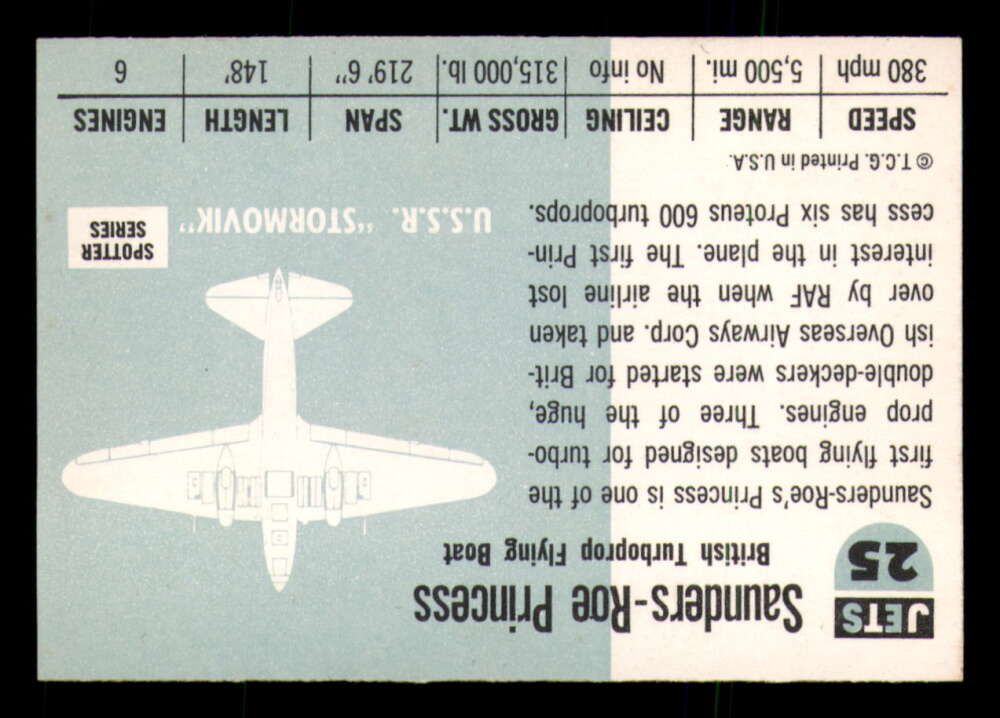 JETS
25
Saunders-Roe Princess
British Turboprop Flying Boat
Saunders-Roe's Princess is one of the
first flying boats designed for turbo-
prop engines. Three of the huge,
double-deckers were started for Brit-
ish Overseas Airways Corp. and taken
over by RAF when the airline lost
interest in the plane. The first Prin-
cess has six Proteus 600 turboprops.
© T.C.G. Printed in U.S.A.
U.S.S.R. "STORMOVIK"
SPOTTER
SERIES
SPEED RANGE CEILING GROSS WT. SPAN LENGTH ENGINES
380 mph 5,500 mi. No info 315,000 lb. 219' 6" 148' 6